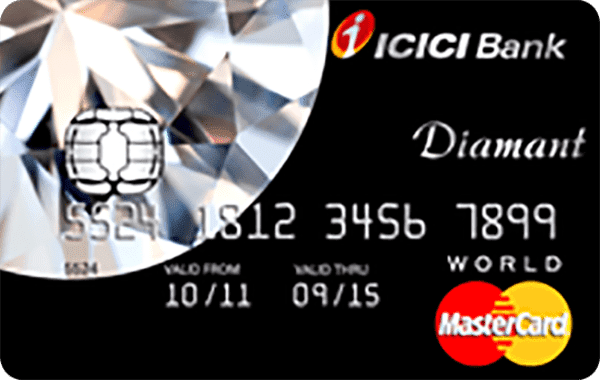 i ICICI Bank
Diamant
5524 1812 3456 7899
5524
VALID FROM VALID THRU
10/11 09/15
WORLD
MasterCard